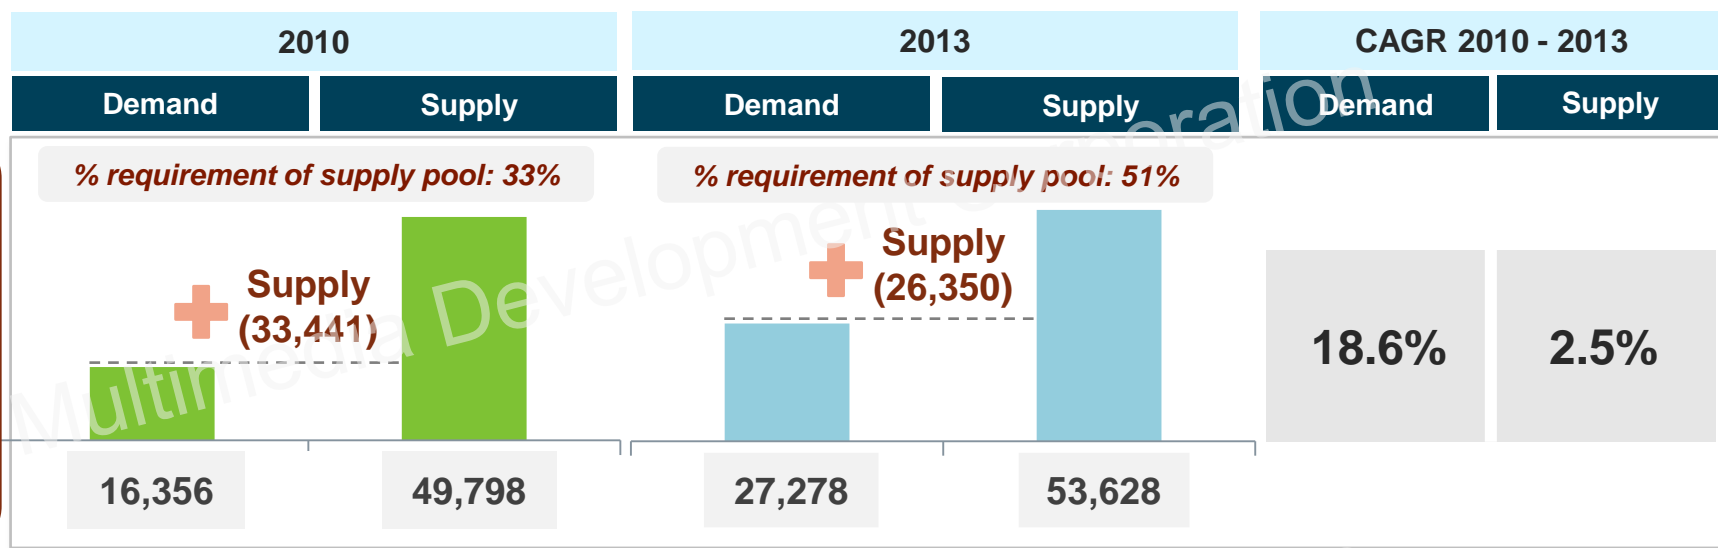 2010
2013
CAGR 2010 - 2013
Demand
Supply
Demand
Supply
Demand
Supply
% requirement of supply pool: 33%
% requirement of supply pool: 51%
Supply
(33,441)
Supply
(26,350)
18.6%
2.5%
16,356
49,798
27,278
53,628
Multimedia Development Corporation